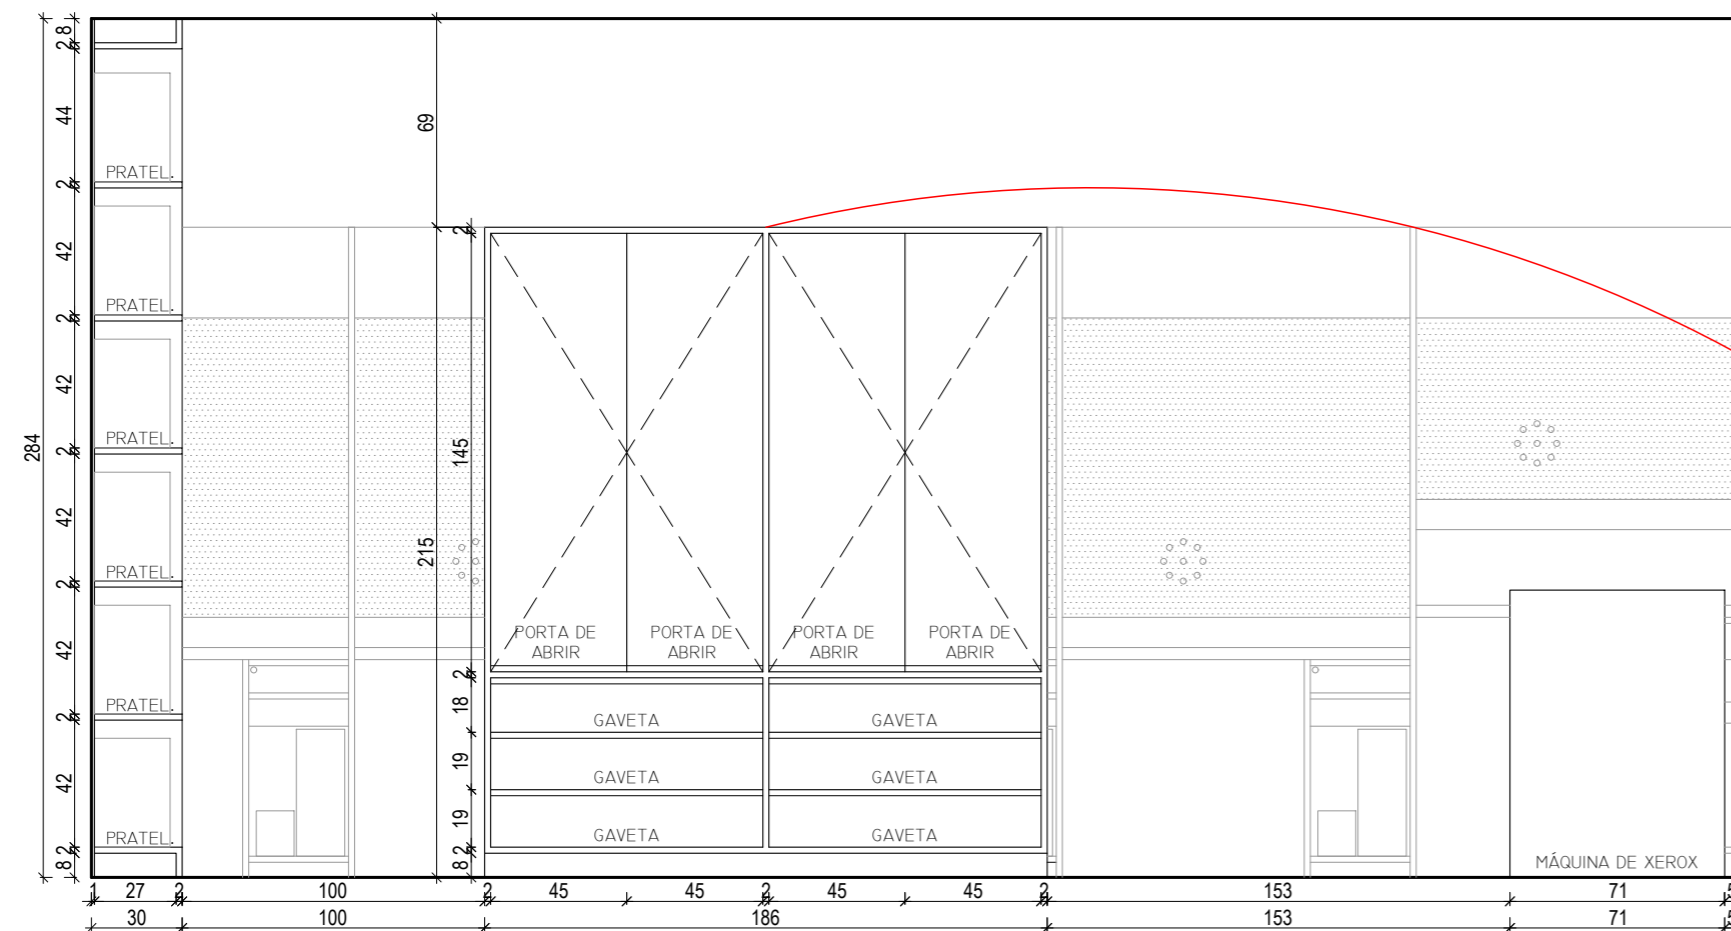 8
2
44
2
42
2
42
2
42
2
42
2
42
2
8
284
69
215
2
145
2
18
19
19
2
8
PRATEL.
PRATEL.
PRATEL.
PRATEL.
PRATEL.
PRATEL.
PORTA DE
ABRIR
PORTA DE
ABRIR
PORTA DE
ABRIR
PORTA DE
ABRIR
GAVETA GAVETA
GAVETA GAVETA
GAVETA GAVETA
MÁQUINA DE XEROX
1 27 2 100 2 45 45 2 45 45 2 153 71
30 100 186 153 71